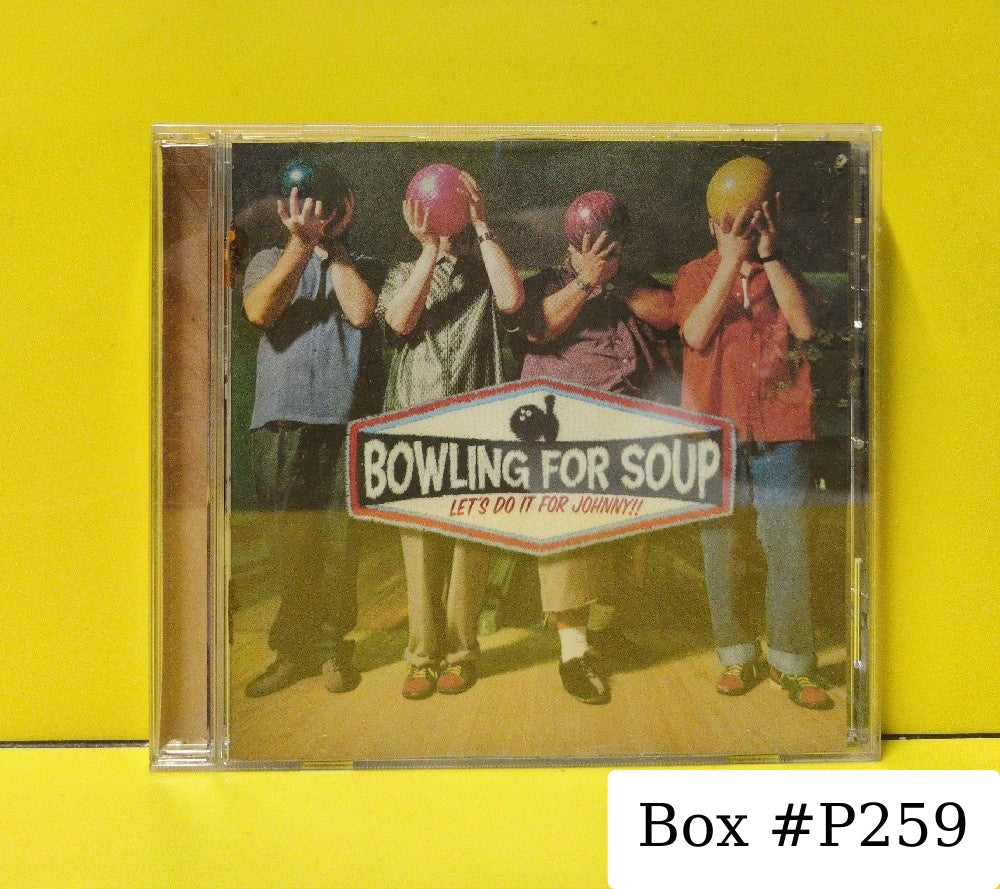 BOWLING FOR SOUP
LET'S DO IT FOR JOHNNY!!
Box #P259